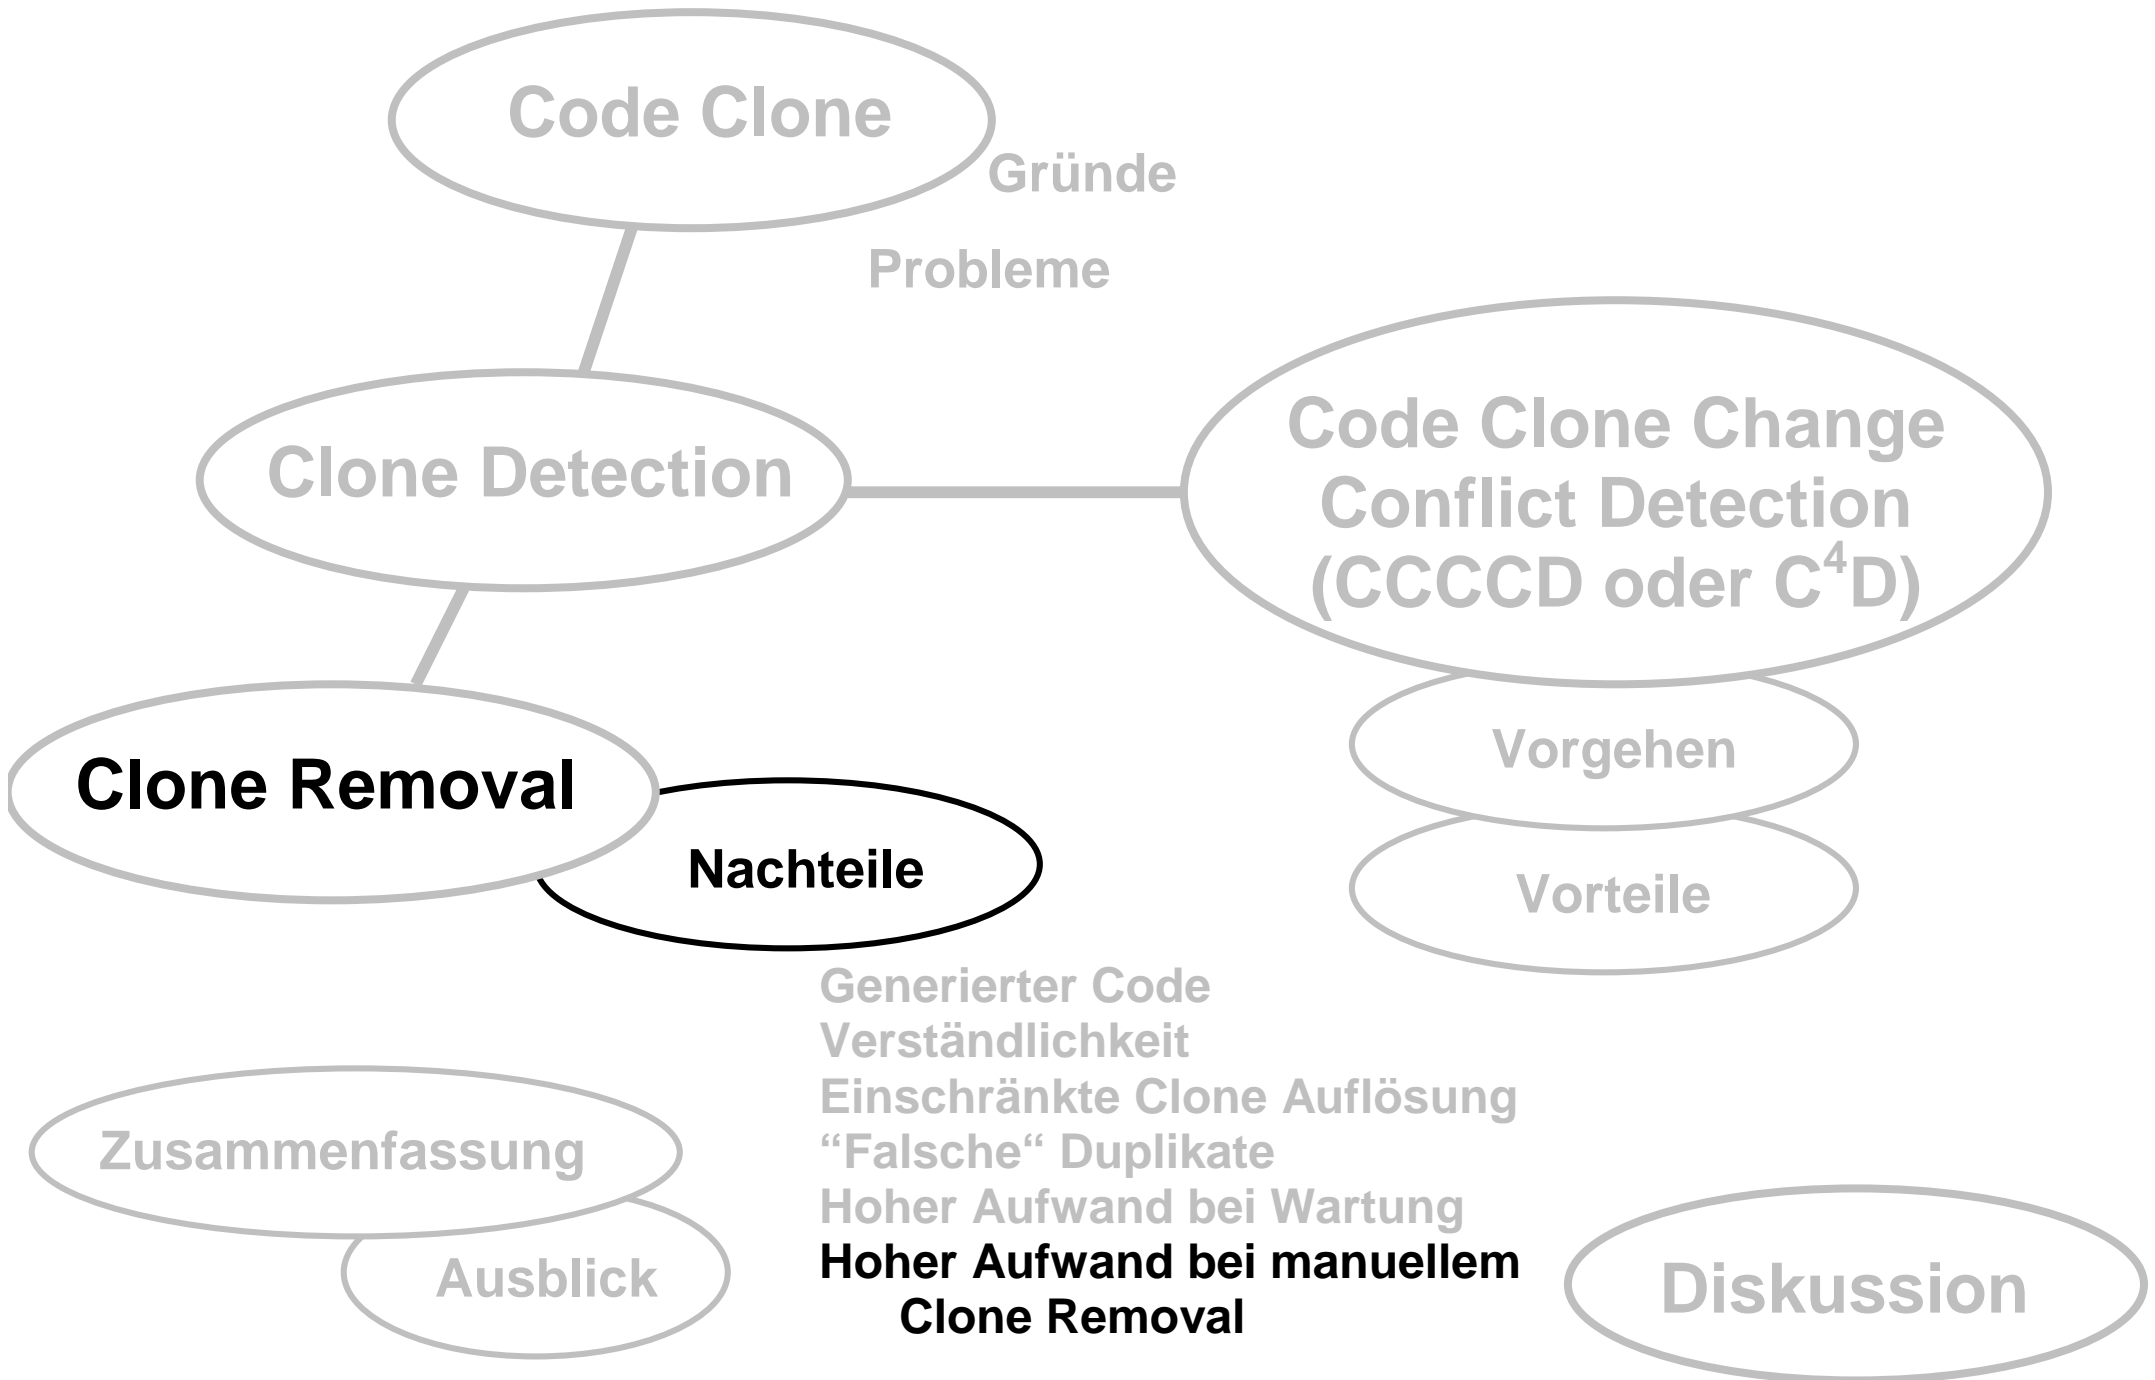 Code Clone
Gründe
Probleme
Clone Detection
Code Clone Change
Conflict Detection
(CCCCD oder C⁴D)
Clone Removal
Nachteile
Vorgehen
Vorteile
Generierter Code
Verständlichkeit
Einschränkte Clone Auflösung
“Falsche“ Duplikate
Hoher Aufwand bei Wartung
Hoher Aufwand bei manuellem
Clone Removal
Zusammenfassung
Ausblick
Diskussion